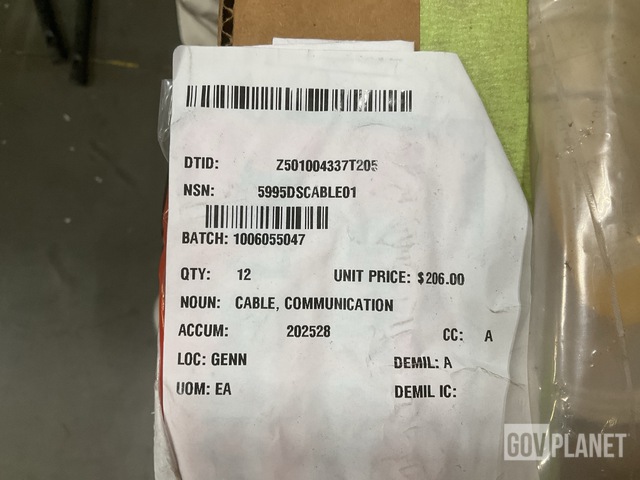 DTID: Z501004337T205
NSN: 5995DSCABLE01
BATCH: 1006055047
QTY: 12 UNIT PRICE: $206.00
NOUN: CABLE, COMMUNICATION
ACCUM: 202528 CC: A
LOC: GENN DEMIL: A
UOM: EA DEMIL IC:
GOVPLANET